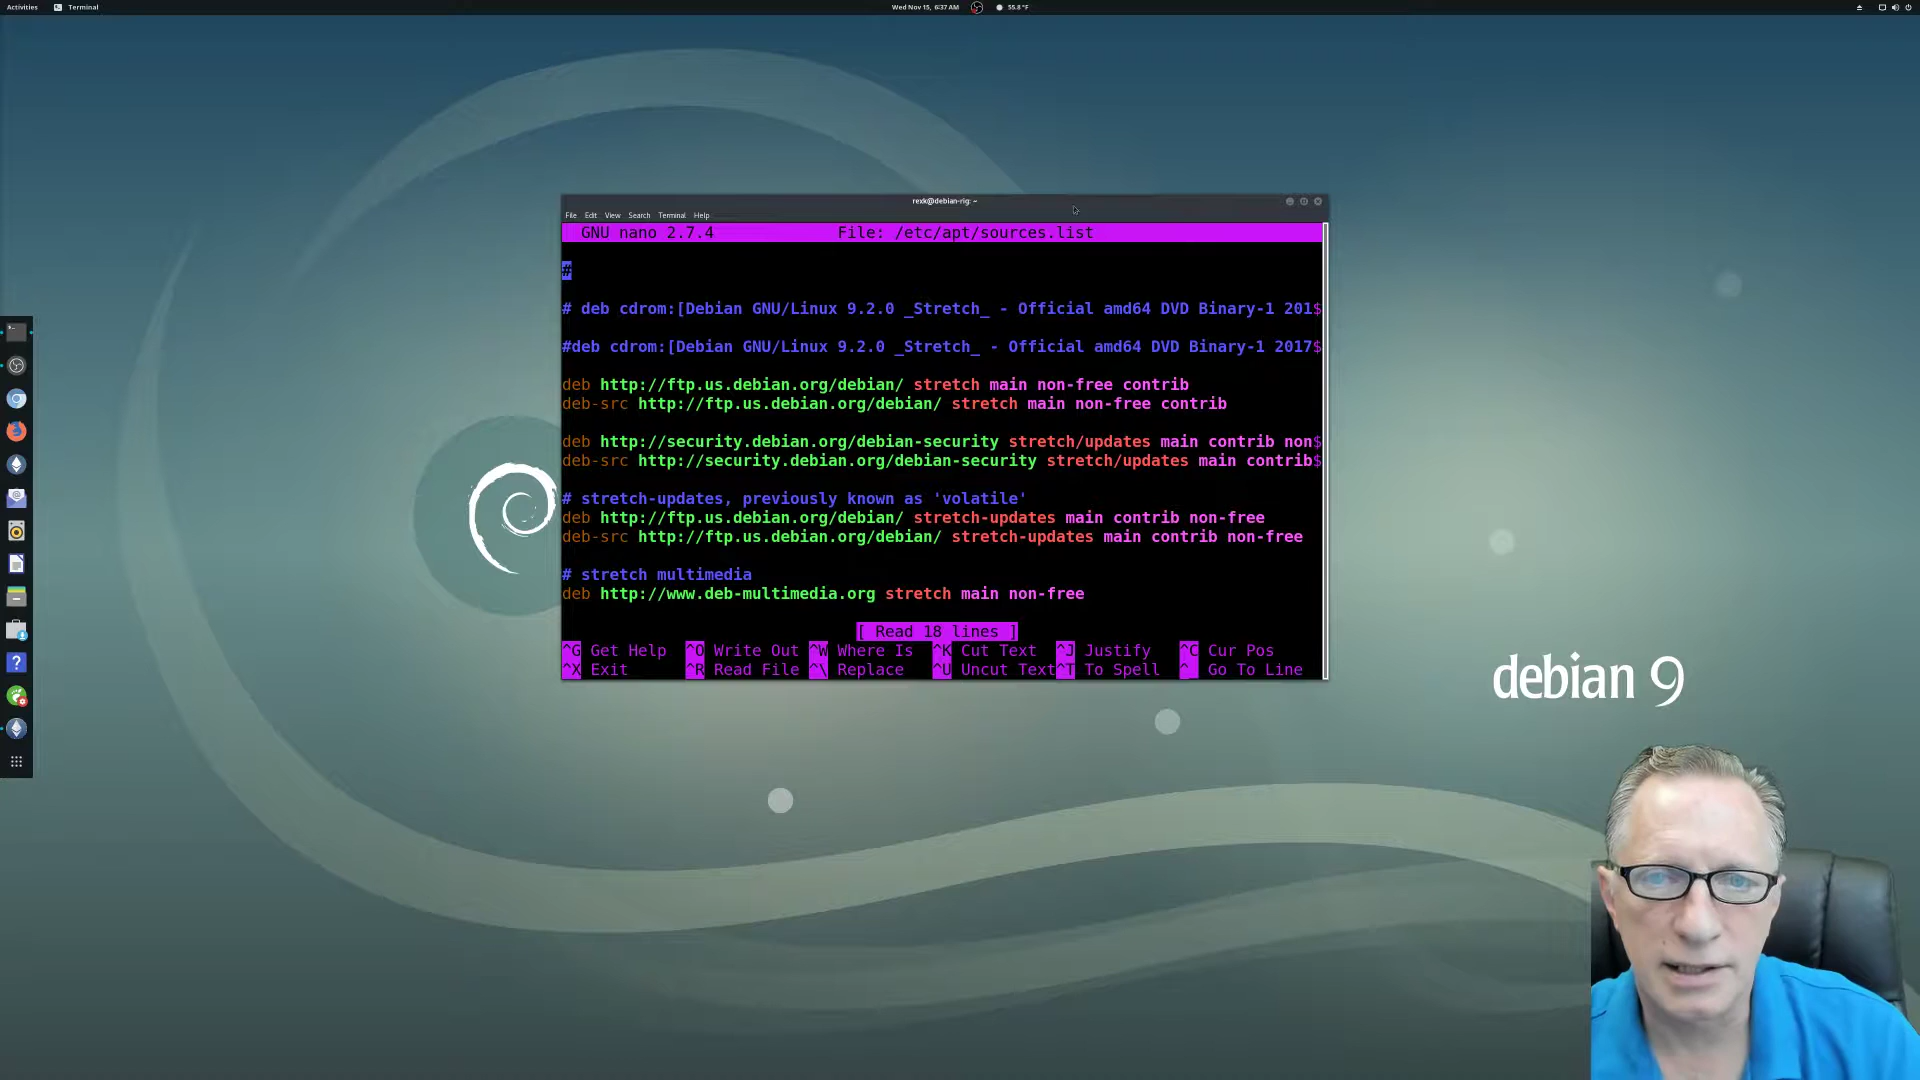 Activities Terminal Wed Nov 15, 6:37 AM 55.8 °F
rexk@debian-rig: ~
File Edit View Search Terminal Help
GNU nano 2.7.4 File: /etc/apt/sources.list
#
# deb cdrom:[Debian GNU/Linux 9.2.0 _Stretch_ - Official amd64 DVD Binary-1 201$
#deb cdrom:[Debian GNU/Linux 9.2.0 _Stretch_ - Official amd64 DVD Binary-1 2017$
deb http://ftp.us.debian.org/debian/ stretch main non-free contrib
deb-src http://ftp.us.debian.org/debian/ stretch main non-free contrib
deb http://security.debian.org/debian-security stretch/updates main contrib non$
deb-src http://security.debian.org/debian-security stretch/updates main contrib$
# stretch-updates, previously known as 'volatile'
deb http://ftp.us.debian.org/debian/ stretch-updates main contrib non-free
deb-src http://ftp.us.debian.org/debian/ stretch-updates main contrib non-free
# stretch multimedia
deb http://www.deb-multimedia.org stretch main non-free
[ Read 18 lines ]
^G Get Help ^O Write Out ^W Where Is ^K Cut Text ^J Justify ^C Cur Pos
^X Exit ^R Read File ^\ Replace ^U Uncut Text ^T To Spell ^_ Go To Line
debian 9